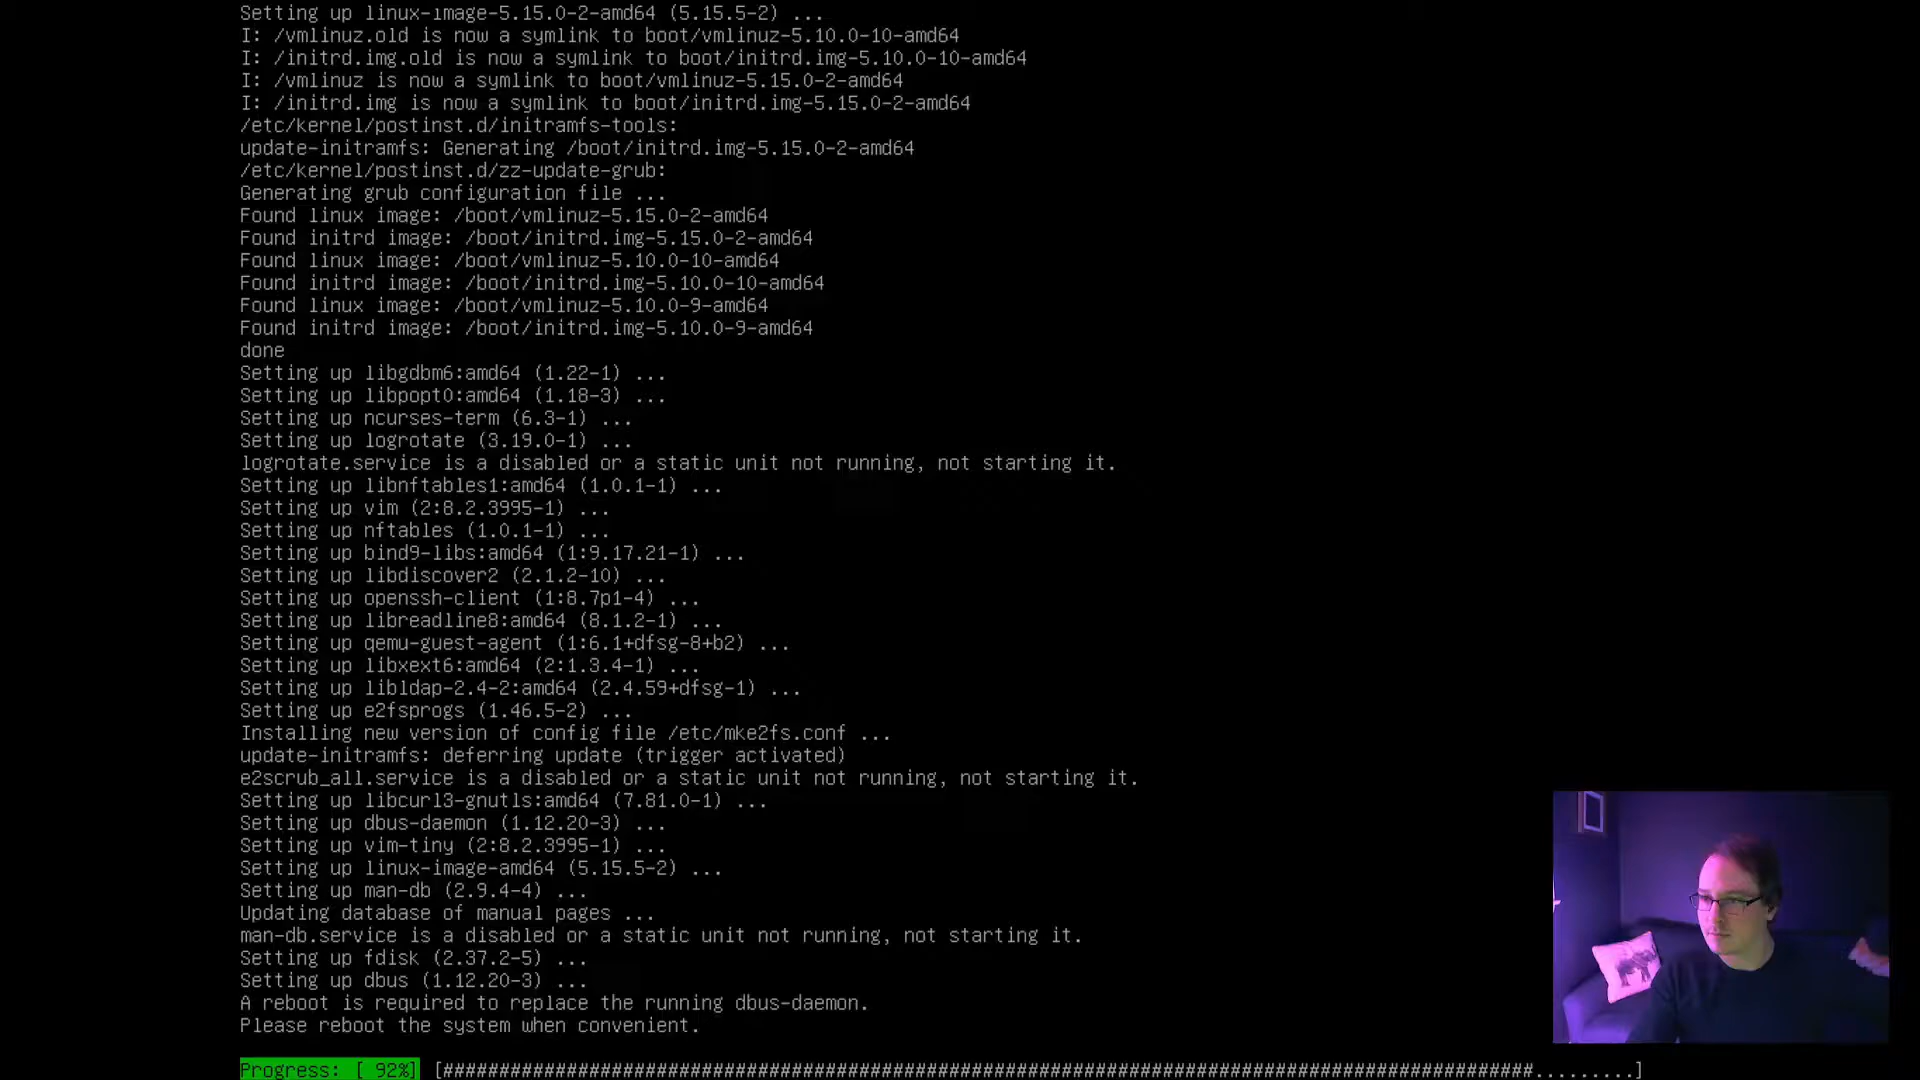 Setting up linux-image-5.15.0-2-amd64 (5.15.5-2) ...
I: /vmlinuz.old is now a symlink to boot/vmlinuz-5.10.0-10-amd64
I: /initrd.img.old is now a symlink to boot/initrd.img-5.10.0-10-amd64
I: /vmlinuz is now a symlink to boot/vmlinuz-5.15.0-2-amd64
I: /initrd.img is now a symlink to boot/initrd.img-5.15.0-2-amd64
/etc/kernel/postinst.d/initramfs-tools:
update-initramfs: Generating /boot/initrd.img-5.15.0-2-amd64
/etc/kernel/postinst.d/zz-update-grub:
Generating grub configuration file ...
Found linux image: /boot/vmlinuz-5.15.0-2-amd64
Found initrd image: /boot/initrd.img-5.15.0-2-amd64
Found linux image: /boot/vmlinuz-5.10.0-10-amd64
Found initrd image: /boot/initrd.img-5.10.0-10-amd64
Found linux image: /boot/vmlinuz-5.10.0-9-amd64
Found initrd image: /boot/initrd.img-5.10.0-9-amd64
done
Setting up libgdbm6:amd64 (1.22-1) ...
Setting up libpopt0:amd64 (1.18-3) ...
Setting up ncurses-term (6.3-1) ...
Setting up logrotate (3.19.0-1) ...
logrotate.service is a disabled or a static unit not running, not starting it.
Setting up libnftables1:amd64 (1.0.1-1) ...
Setting up vim (2:8.2.3995-1) ...
Setting up nftables (1.0.1-1) ...
Setting up bind9-libs:amd64 (1:9.17.21-1) ...
Setting up libdiscover2 (2.1.2-10) ...
Setting up openssh-client (1:8.7p1-4) ...
Setting up libreadline8:amd64 (8.1.2-1) ...
Setting up qemu-guest-agent (1:6.1+dfsg-8+b2) ...
Setting up libxext6:amd64 (2:1.3.4-1) ...
Setting up libldap-2.4-2:amd64 (2.4.59+dfsg-1) ...
Setting up e2fsprogs (1.46.5-2) ...
Installing new version of config file /etc/mke2fs.conf ...
update-initramfs: deferring update (trigger activated)
e2scrub_all.service is a disabled or a static unit not running, not starting it.
Setting up libcurl3-gnutls:amd64 (7.81.0-1) ...
Setting up dbus-daemon (1.12.20-3) ...
Setting up vim-tiny (2:8.2.3995-1) ...
Setting up linux-image-amd64 (5.15.5-2) ...
Setting up man-db (2.9.4-4) ...
Updating database of manual pages ...
man-db.service is a disabled or a static unit not running, not starting it.
Setting up fdisk (2.37.2-5) ...
Setting up dbus (1.12.20-3) ...
A reboot is required to replace the running dbus-daemon.
Please reboot the system when convenient.
Progress: [ 92%] [#################################################################################################.........]